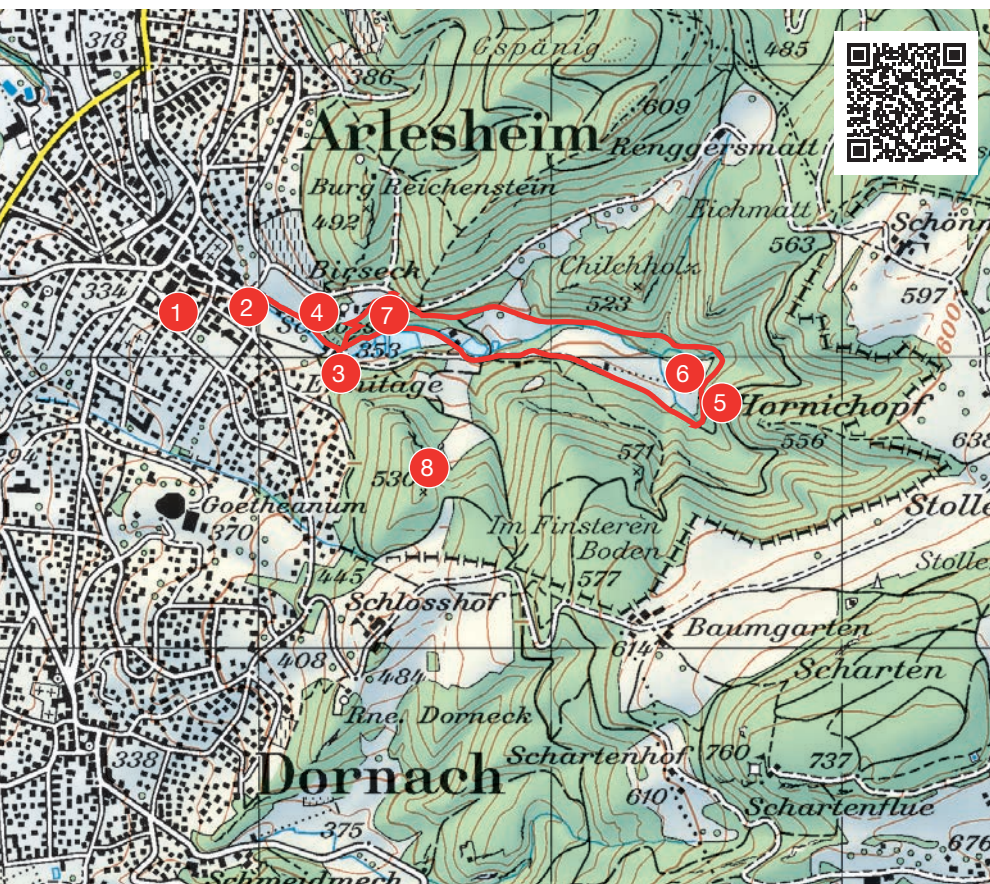 318
Gspänig
485
386
609
Arlesheim
Renggersmatt
Burg Reichenstein
492
Eichmatt
Schönm
563
Birseck
Chilchholz
334
597
523
600
1
2
4
7
353
3
6
5
Ermitage
Hornichopf
556
638
294
8
530
571
Goetheanum
370
Im Finsteren
Boden
Stolle
Stolle
445
577
Schlosshof
Baumgarten
614
408
484
Scharten
Rne. Dorneck
Schartenhof
760
737
338
Dornach
610
Schartenflue
375
676